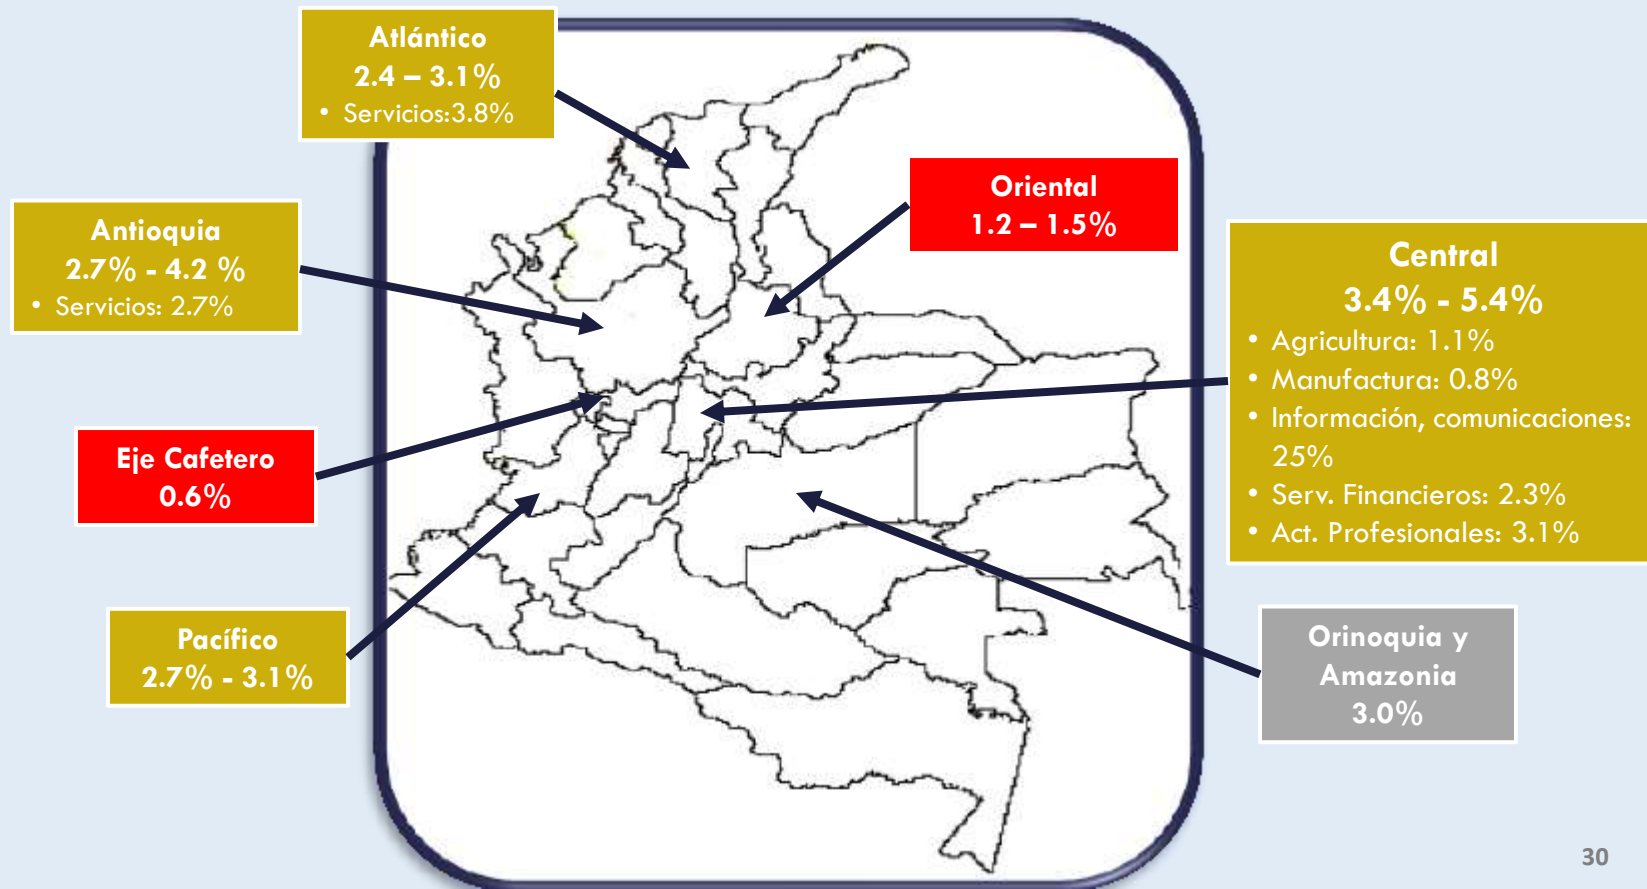 Atlántico
2.4 – 3.1%
• Servicios:3.8%
Oriental
1.2 – 1.5%
Antioquia
2.7% - 4.2 %
• Servicios: 2.7%
Central
3.4% - 5.4%
• Agricultura: 1.1%
• Manufactura: 0.8%
• Información, comunicaciones:
25%
• Serv. Financieros: 2.3%
• Act. Profesionales: 3.1%
Eje Cafetero
0.6%
Pacífico
2.7% - 3.1%
Orinoquia y
Amazonia
3.0%
30